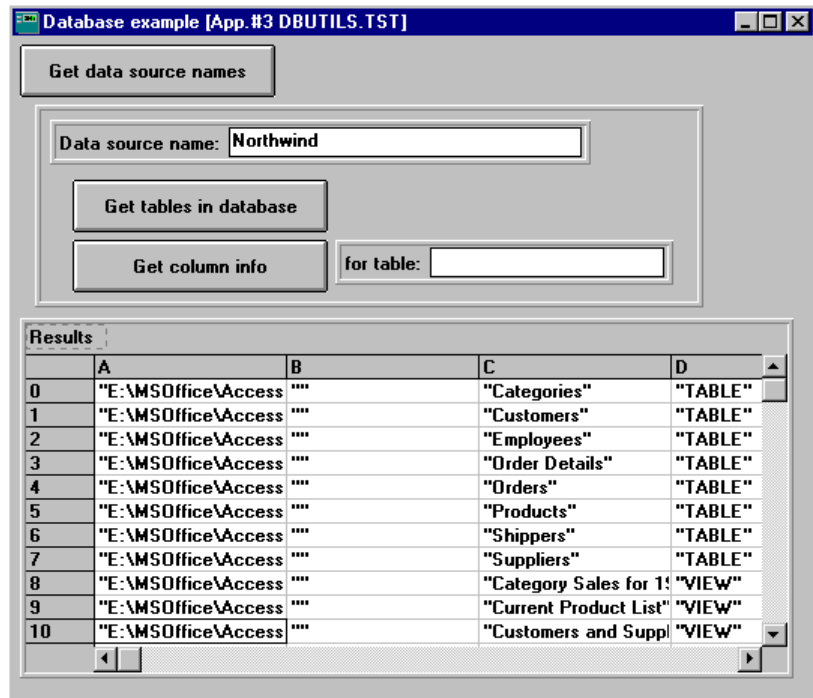 Database example [App.#3 DBUTILS.TST]
Get data source names
Data source name: Northwind
Get tables in database
Get column info for table:
Results
A B C D
0 "E:\MSOffice\Access "" "Categories" "TABLE"
1 "E:\MSOffice\Access "" "Customers" "TABLE"
2 "E:\MSOffice\Access "" "Employees" "TABLE"
3 "E:\MSOffice\Access "" "Order Details" "TABLE"
4 "E:\MSOffice\Access "" "Orders" "TABLE"
5 "E:\MSOffice\Access "" "Products" "TABLE"
6 "E:\MSOffice\Access "" "Shippers" "TABLE"
7 "E:\MSOffice\Access "" "Suppliers" "TABLE"
8 "E:\MSOffice\Access "" "Category Sales for "VIEW"
9 "E:\MSOffice\Access "" "Current Product List" "VIEW"
10 "E:\MSOffice\Access "" "Customers and Suppl "VIEW"